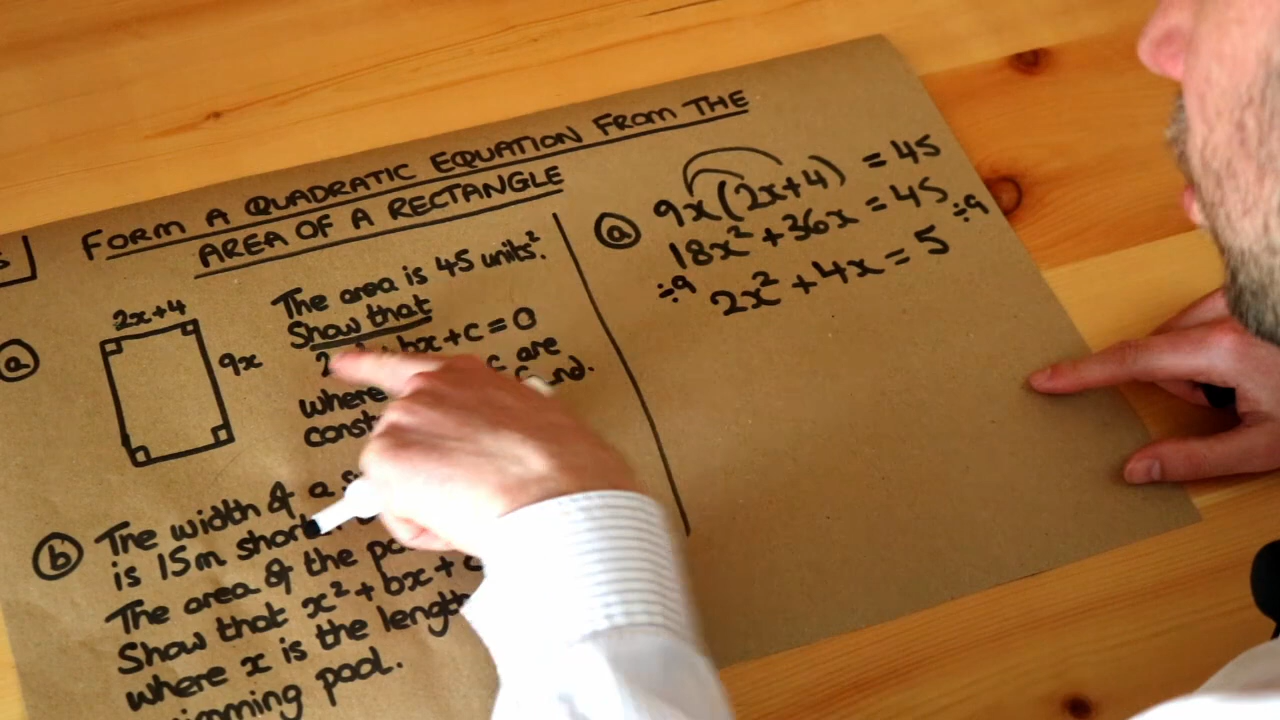 FORM A QUADRATIC EQUATION FROM THE
AREA OF A RECTANGLE
a
2x+4
9x
The area is 45 units².
Show that
bx + c = 0
where are
const
b
The width of a
is 15m
The area of the
Show that x² + bx + c
where x is the length
pool.
a
9x(2x+4) = 45
18x² + 36x = 45
÷9 2x² + 4x = 5 ÷9